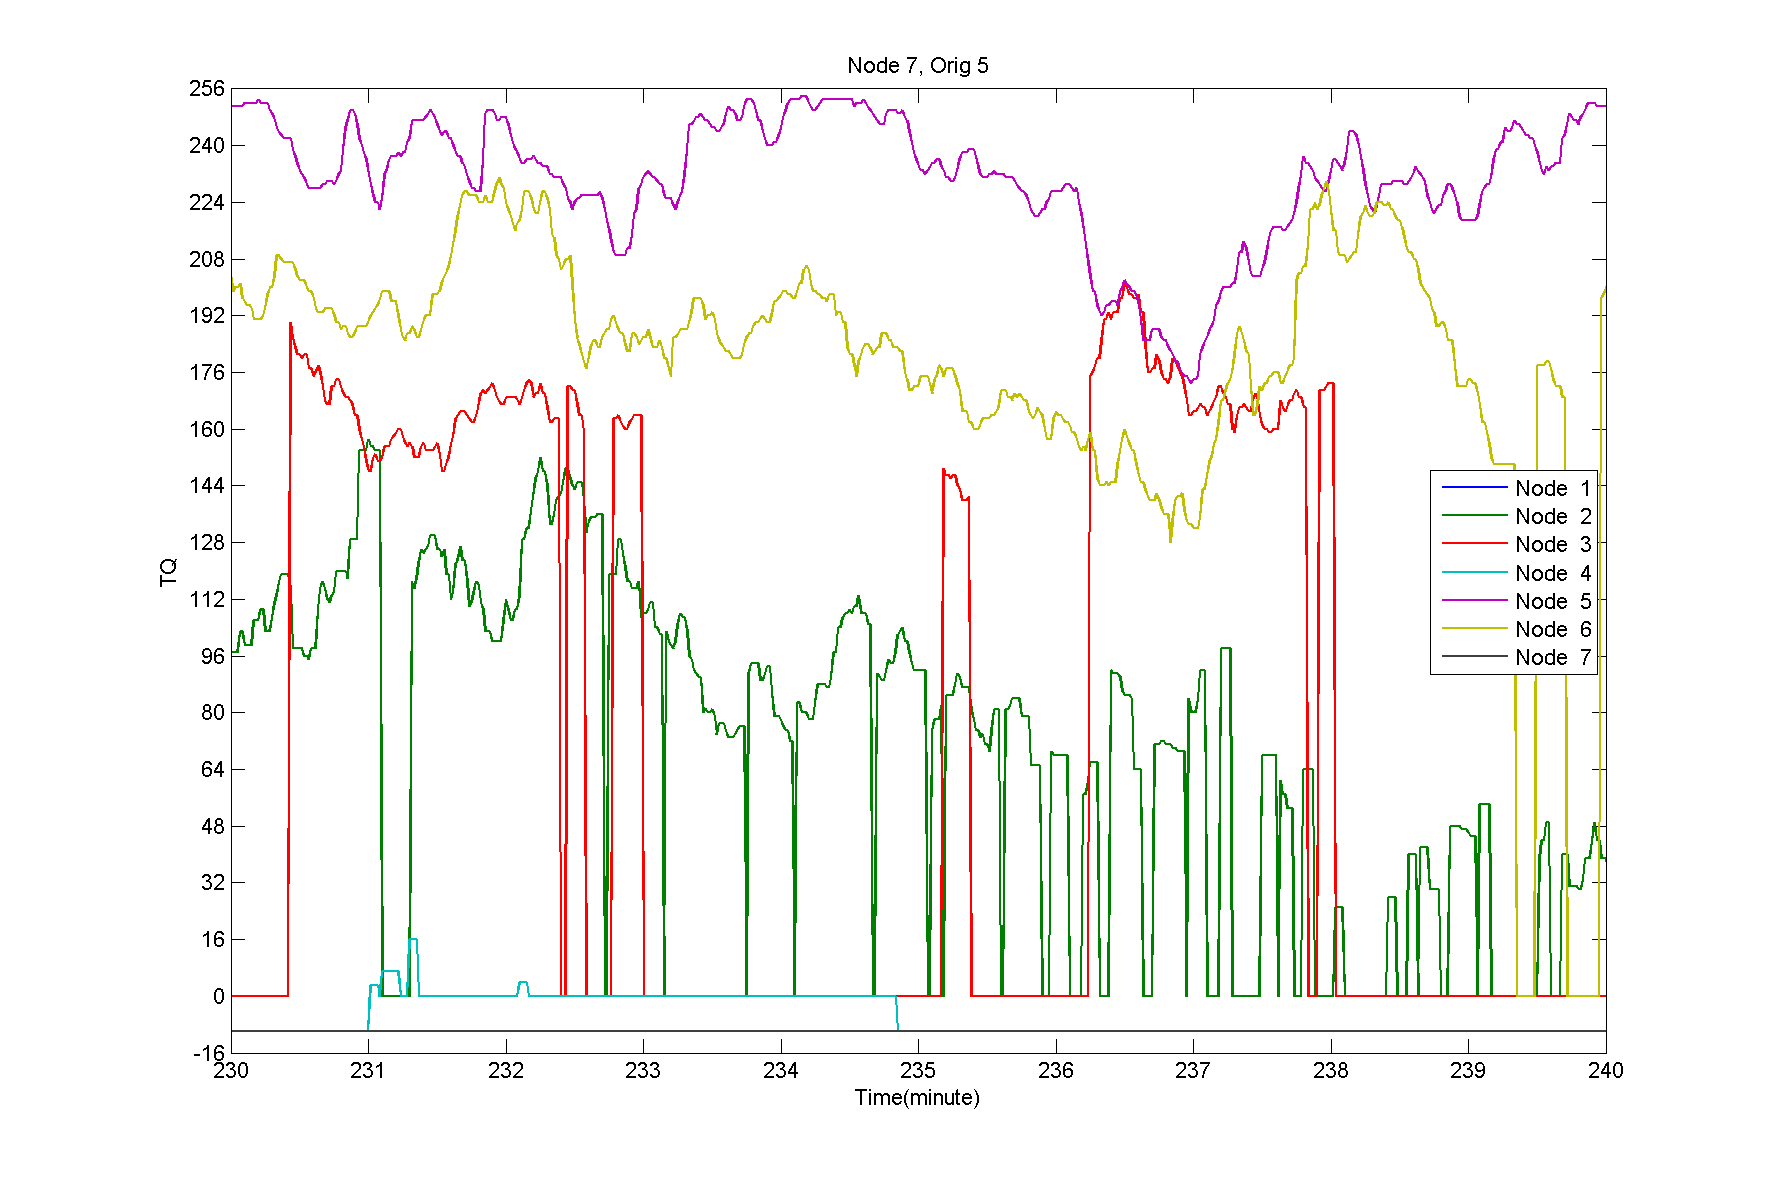 Node 7, Orig 5
256
240
224
208
192
176
160
144
128
112
96
80
64
48
32
16
0
-16
TQ
Node 1
Node 2
Node 3
Node 4
Node 5
Node 6
Node 7
230 231 232 233 234 235 236 237 238 239 240
Time(minute)